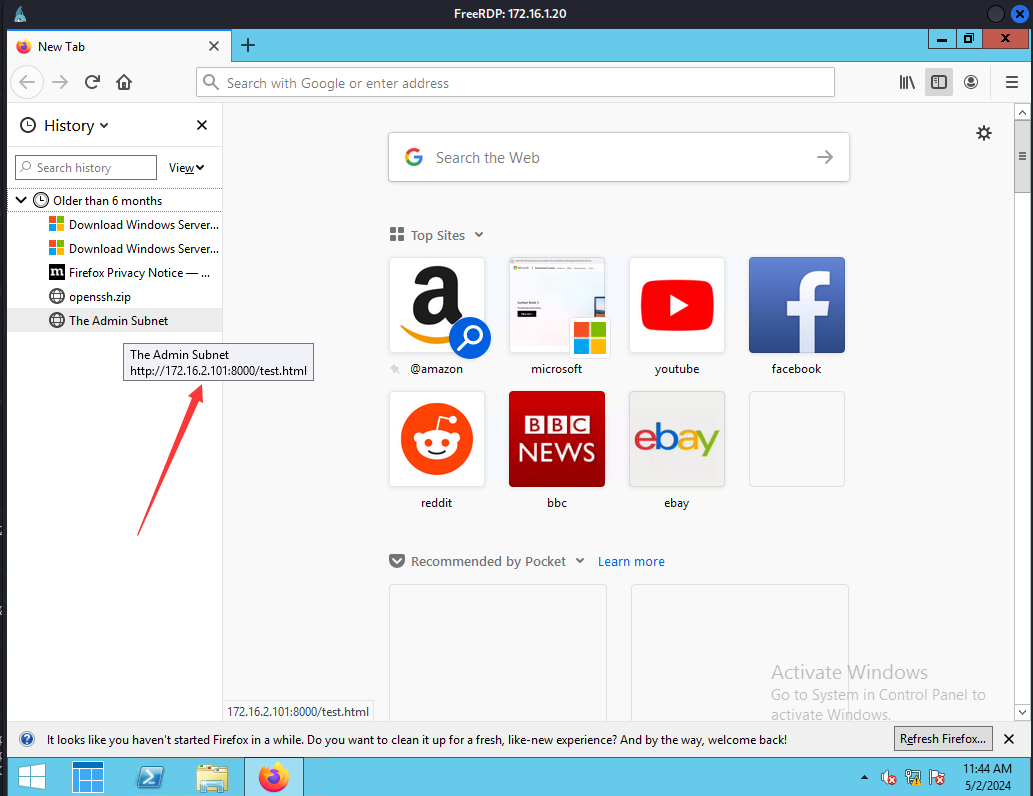 FreeRDP: 172.16.1.20
New Tab
Search with Google or enter address
History
Search history
View
Older than 6 months
Download Windows Server...
Download Windows Server...
Firefox Privacy Notice — ...
openssh.zip
The Admin Subnet
The Admin Subnet
http://172.16.2.101:8000/test.html
Search the Web
Top Sites
@amazon
microsoft
youtube
facebook
BBC
NEWS
ebay
reddit
bbc
ebay
Recommended by Pocket
Learn more
Activate Windows
Go to System in Control Panel to
activate Windows.
172.16.2.101:8000/test.html
It looks like you haven't started Firefox in a while. Do you want to clean it up for a fresh, like-new experience? And by the way, welcome back!
Refresh Firefox...
11:44 AM
5/2/2024